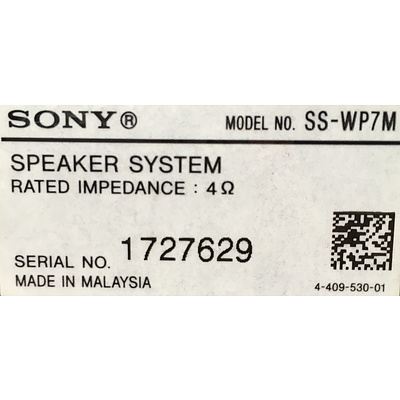 SONY® MODEL NO. SS-WP7M
SPEAKER SYSTEM
RATED IMPEDANCE : 4Ω
SERIAL NO. 1727629
MADE IN MALAYSIA 4-409-530-01